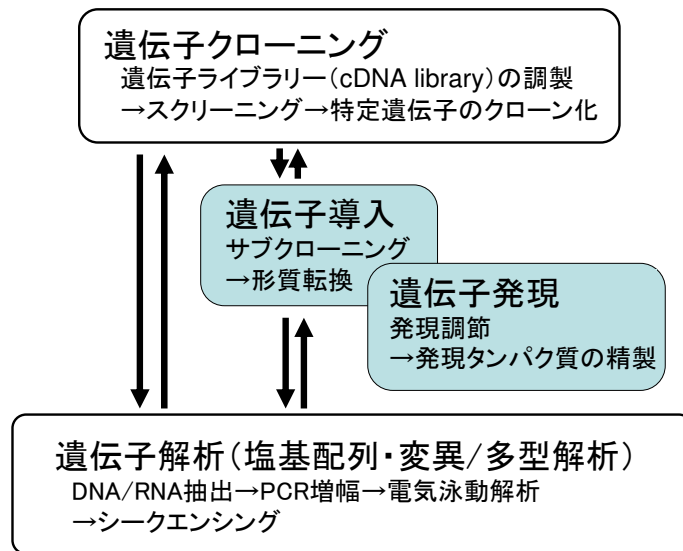 遺伝子クローニング
遺伝子ライブラリー（cDNA library）の調製
→スクリーニング→特定遺伝子のクローン化
遺伝子導入
サブクローニング
→形質転換
遺伝子発現
発現調節
→発現タンパク質の精製
遺伝子解析（塩基配列・変異/多型解析）
DNA/RNA抽出→PCR増幅→電気泳動解析
→シークエンシング